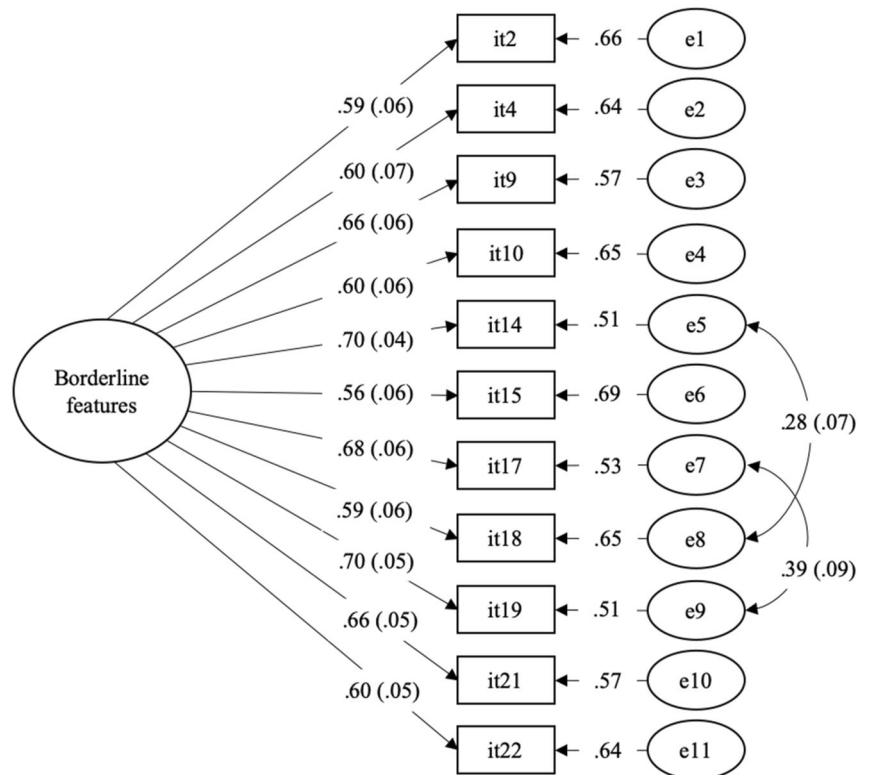 it2
.66
e1
.59 (.06)
it4
.64
e2
.60 (.07)
it9
.57
e3
.66 (.06)
it10
.65
e4
.60 (.06)
it14
.51
e5
.70 (.04)
Borderline
features
.56 (.06)
it15
.69
e6
.28 (.07)
.68 (.06)
it17
.53
e7
.59 (.06)
it18
.65
e8
.70 (.05)
.39 (.09)
it19
.51
e9
.66 (.05)
it21
.57
e10
.60 (.05)
it22
.64
e11